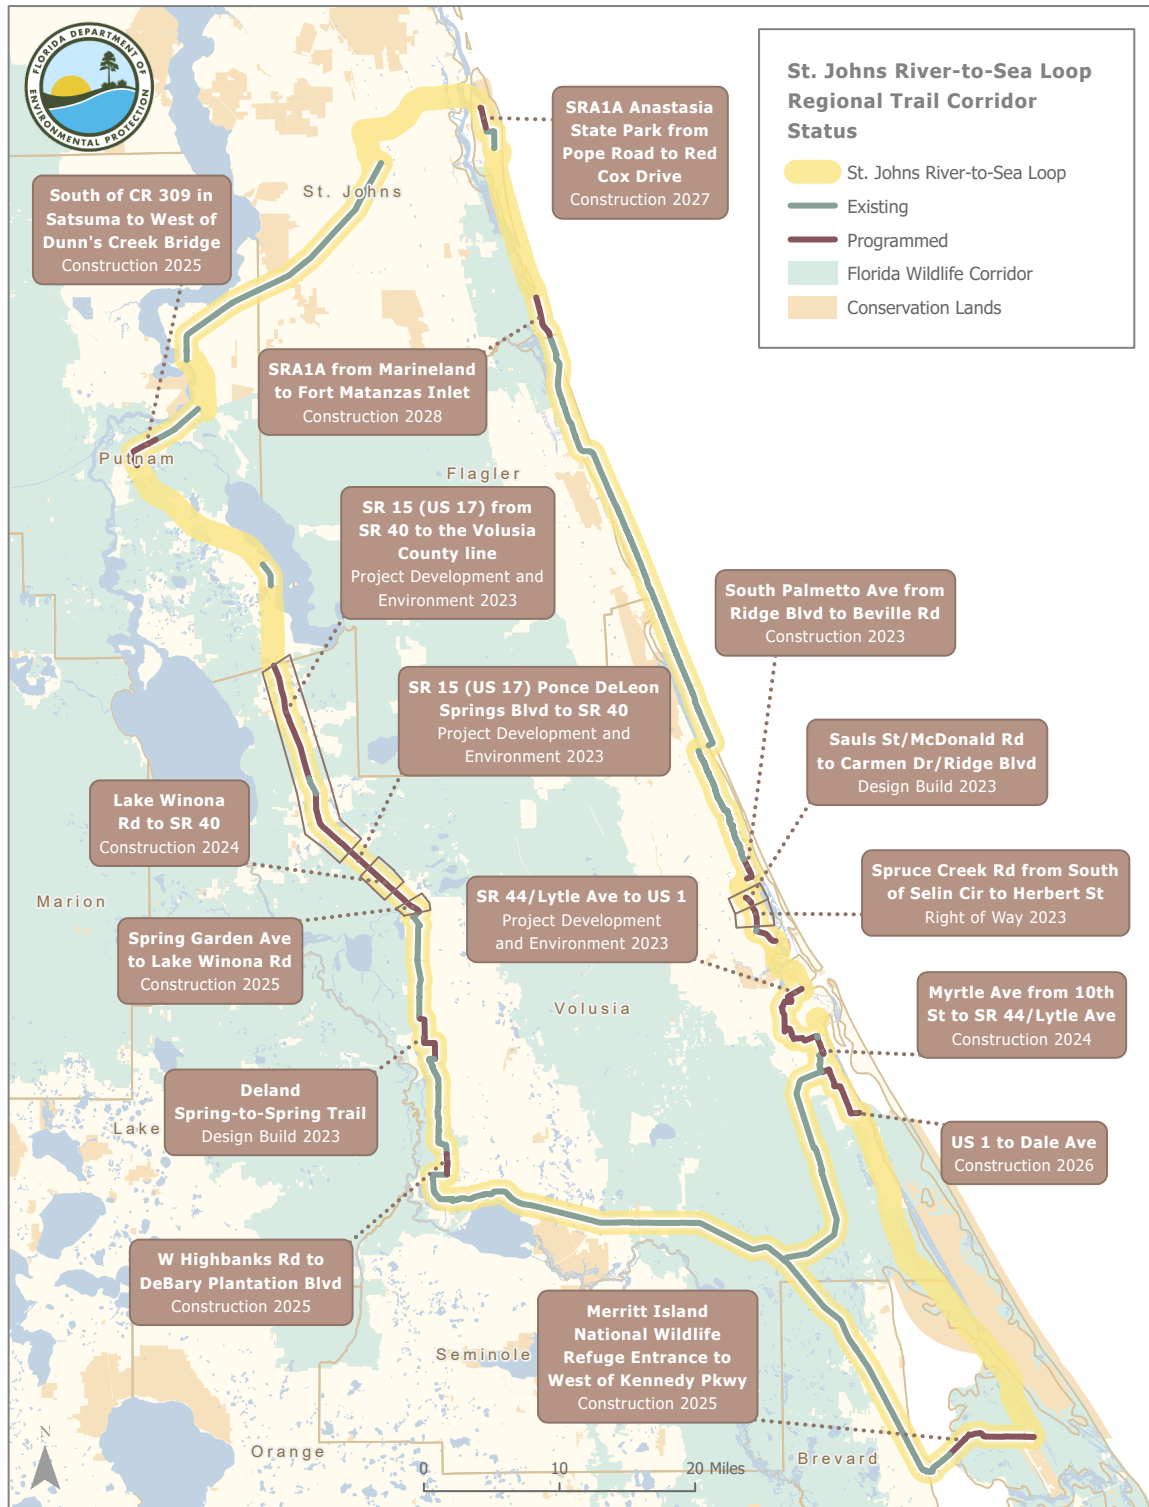 FLORIDA DEPARTMENT OF
ENVIRONMENTAL PROTECTION
St. Johns River-to-Sea Loop
Regional Trail Corridor
Status
St. Johns River-to-Sea Loop
Existing
Programmed
Florida Wildlife Corridor
Conservation Lands
SRA1A Anastasia
State Park from
Pope Road to Red
Cox Drive
Construction 2027
St. Johns
South of CR 309 in
Satsuma to West of
Dunn's Creek Bridge
Construction 2025
SRA1A from Marineland
to Fort Matanzas Inlet
Construction 2028
Putnam
Flagler
SR 15 (US 17) from
SR 40 to the Volusia
County line
Project Development and
Environment 2023
South Palmetto Ave from
Ridge Blvd to Beville Rd
Construction 2023
SR 15 (US 17) Ponce DeLeon
Springs Blvd to SR 40
Project Development and
Environment 2023
Sauls St/McDonald Rd
to Carmen Dr/Ridge Blvd
Design Build 2023
Lake Winona
Rd to SR 40
Construction 2024
Marion
Spruce Creek Rd from South
of Selin Cir to Herbert St
Right of Way 2023
SR 44/Lytle Ave to US 1
Project Development
and Environment 2023
Spring Garden Ave
to Lake Winona Rd
Construction 2025
Volusia
Myrtle Ave from 10th
St to SR 44/Lytle Ave
Construction 2024
Deland
Spring-to-Spring Trail
Design Build 2023
Lake
US 1 to Dale Ave
Construction 2026
W Highbanks Rd to
DeBary Plantation Blvd
Construction 2025
Merritt Island
National Wildlife
Refuge Entrance to
West of Kennedy Pkwy
Construction 2025
Seminole
Orange
Brevard
N
0 10 20 Miles